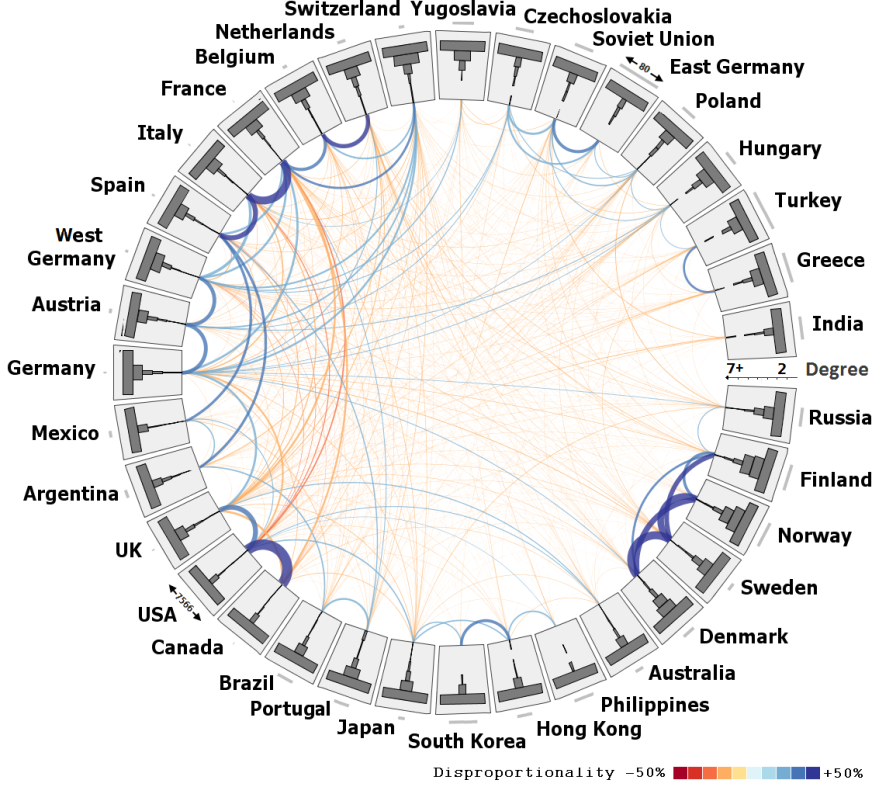 Switzerland
Yugoslavia
Czechoslovakia
Soviet Union
80
East Germany
Poland
Hungary
Turkey
Greece
India
7+ 2 Degree
Russia
Finland
Norway
Sweden
Denmark
Australia
Philippines
Hong Kong
South Korea
Japan
Portugal
Brazil
Canada
USA
7566
UK
Argentina
Mexico
Germany
Austria
West
Germany
Spain
Italy
France
Belgium
Netherlands
Disproportionality -50% +50%